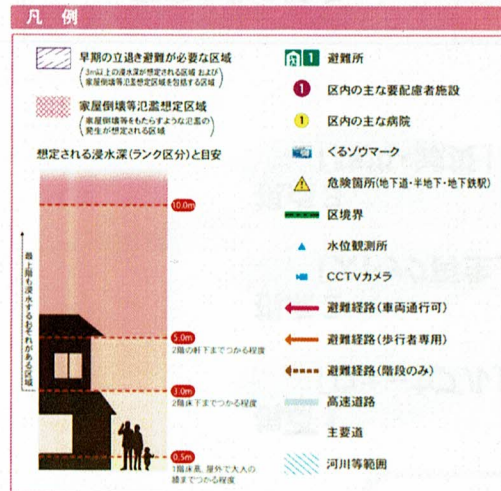 凡 例
早期の立退き避難が必要な区域
(3m以上の浸水深が想定される区域 および
家屋倒壊等氾濫想定区域を包括する区域)
家屋倒壊等氾濫想定区域
(家屋倒壊等をもたらすような氾濫の
発生が想定される区域)
想定される浸水深(ランク区分)と目安
10.0m
最上階も浸水するおそれがある区域
5.0m
2階の軒下までつかる程度
3.0m
2階床下までつかる程度
0.5m
1階床高、屋外で大人の
膝までつかる程度
1 避難所
1 区内の主な要配慮者施設
1 区内の主な病院
くるゾウマーク
危険箇所(地下道・半地下・地下鉄駅)
区境界
水位観測所
CCTVカメラ
避難経路(車両通行可)
避難経路(歩行者専用)
避難経路(階段のみ)
高速道路
主要道
河川等範囲